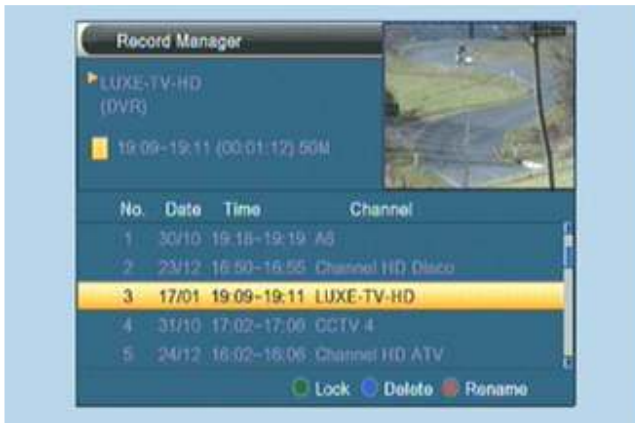 Record Manager
LUXE-TV-HD
(DVR)
19:09-19:11 (00:01:12) 50M
No. Date Time Channel
1 30/10 19:18-19:19 A5
2 23/12 16:50-16:55 Channel HD Disco
3 17/01 19:09-19:11 LUXE-TV-HD
4 31/10 17:02-17:06 CCTV 4
5 24/12 16:02-16:06 Channel HD ATV
Lock Delete Rename